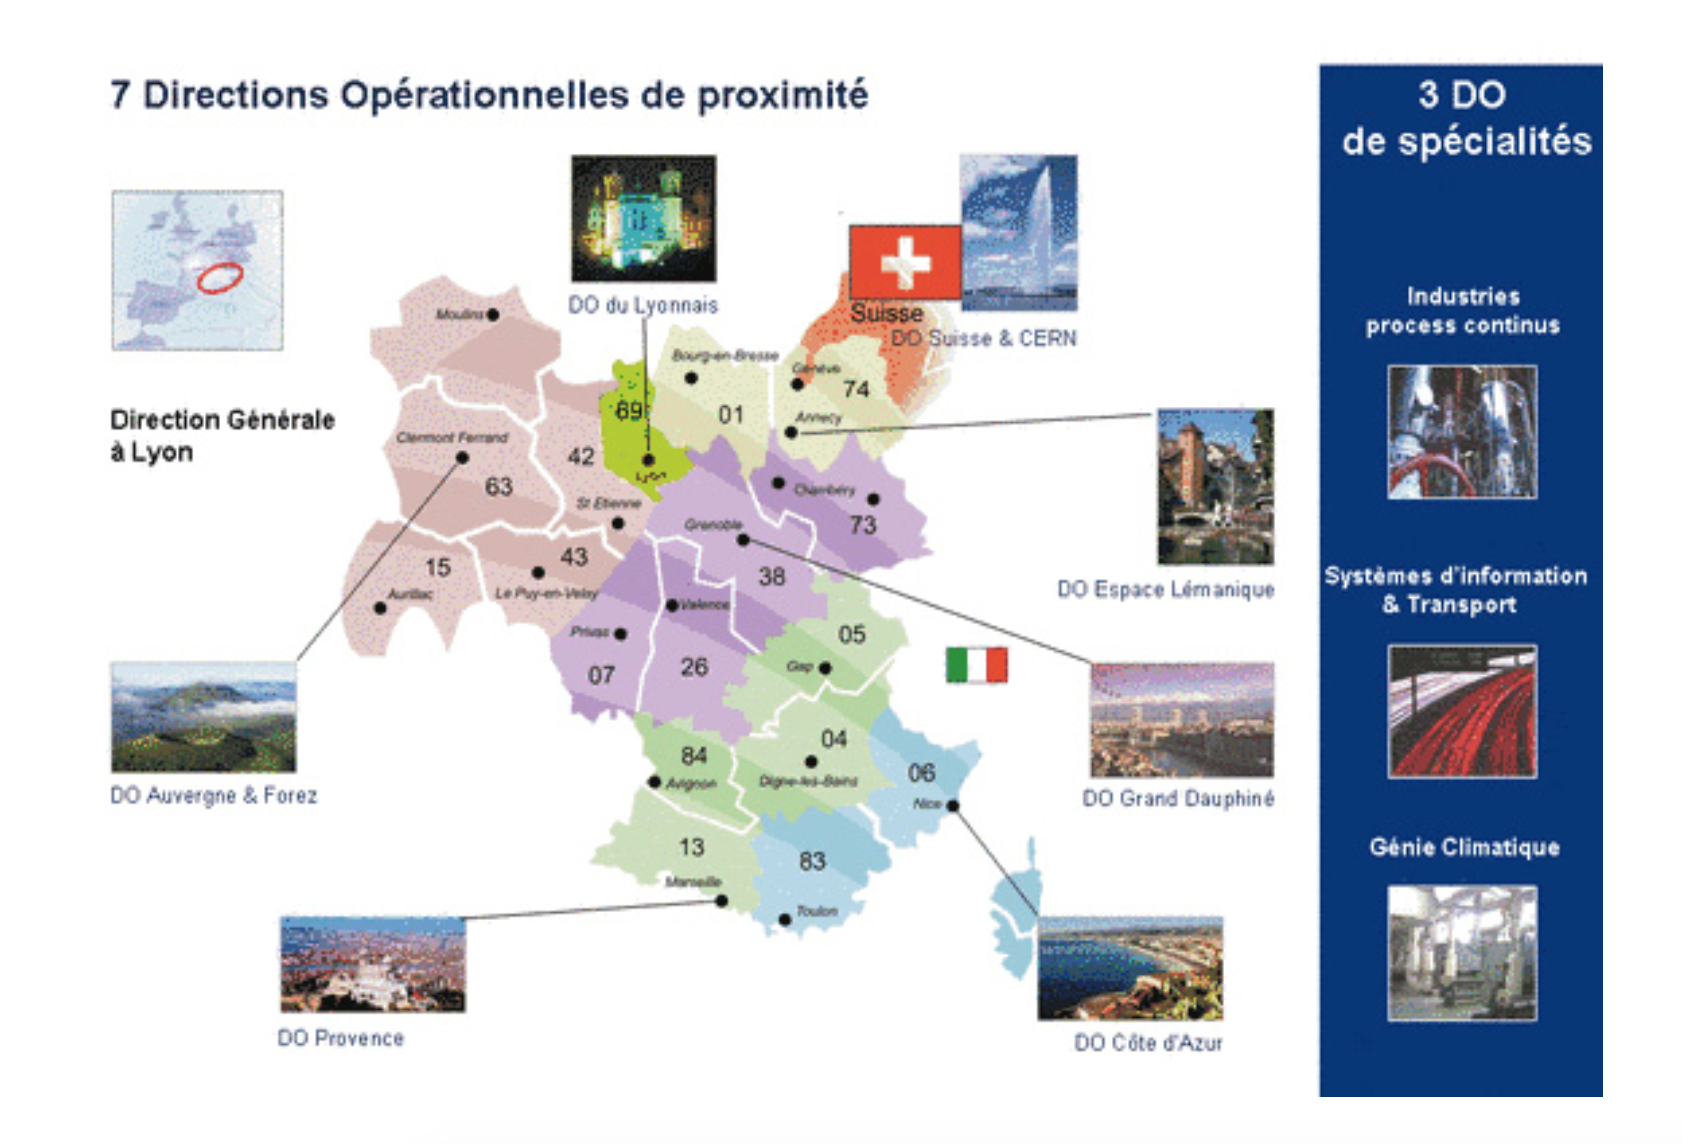 7 Directions Opérationnelles de proximité
3 DO
de spécialités
DO du Lyonnais
Suisse
DO Suisse & CERN
Industries
process continus
Moulins
Bourg-en-Bresse
Genève
74
69
01
Annecy
Direction Générale
à Lyon
Clermont Ferrand
42
63
Lyon
Chambéry
St Etienne
Grenoble
73
43
15
38
Systèmes d'information
& Transport
DO Espace Lémanique
Aurillac
Le Puy-en-Velay
Valence
Privas
05
07
26
Gap
04
84
06
Avignon
Digne-les-Bains
DO Auvergne & Forez
DO Grand Dauphiné
Nice
13
83
Génie Climatique
Marseille
Toulon
DO Provence
DO Côte d'Azur